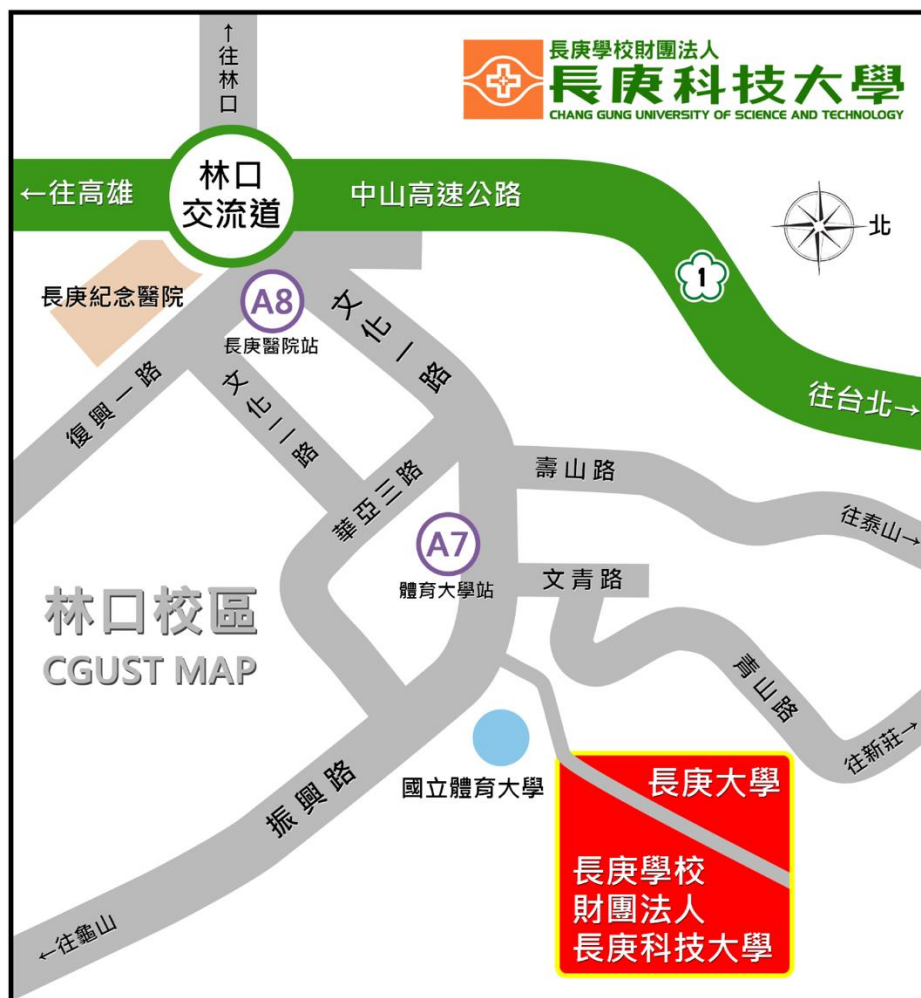 長庚學校財團法人
長庚科技大學
CHANG GUNG UNIVERSITY OF SCIENCE AND TECHNOLOGY
↑往林口
←往高雄
林口
交流道
中山高速公路
北
1
長庚紀念醫院
A8
長庚醫院站
文化一路
往台北→
復興一路
文化二路
華亞三路
壽山路
往泰山→
A7
體育大學站
文青路
林口校區
CGUST MAP
青山路
往新莊→
國立體育大學
振興路
長庚大學
長庚學校
財團法人
長庚科技大學
←往龜山